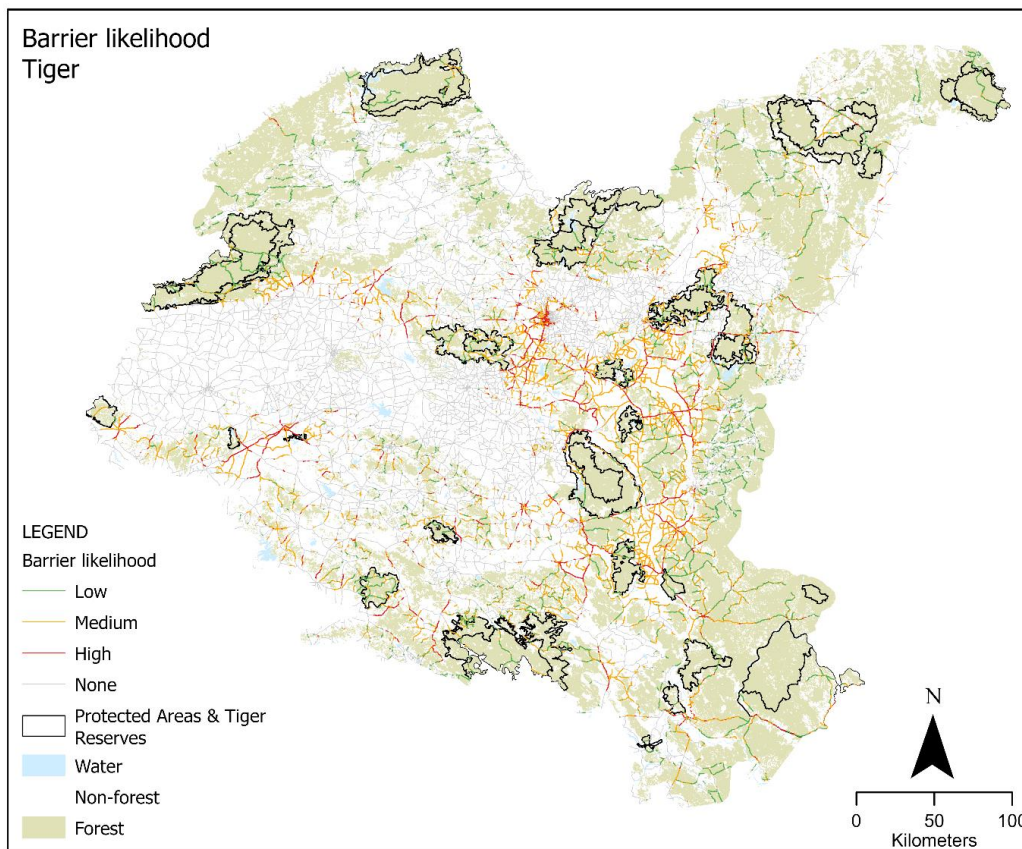 Barrier likelihood
Tiger
LEGEND
Barrier likelihood
Low
Medium
High
None
Protected Areas & Tiger
Reserves
Water
Non-forest
Forest
N
0 50 100
Kilometers